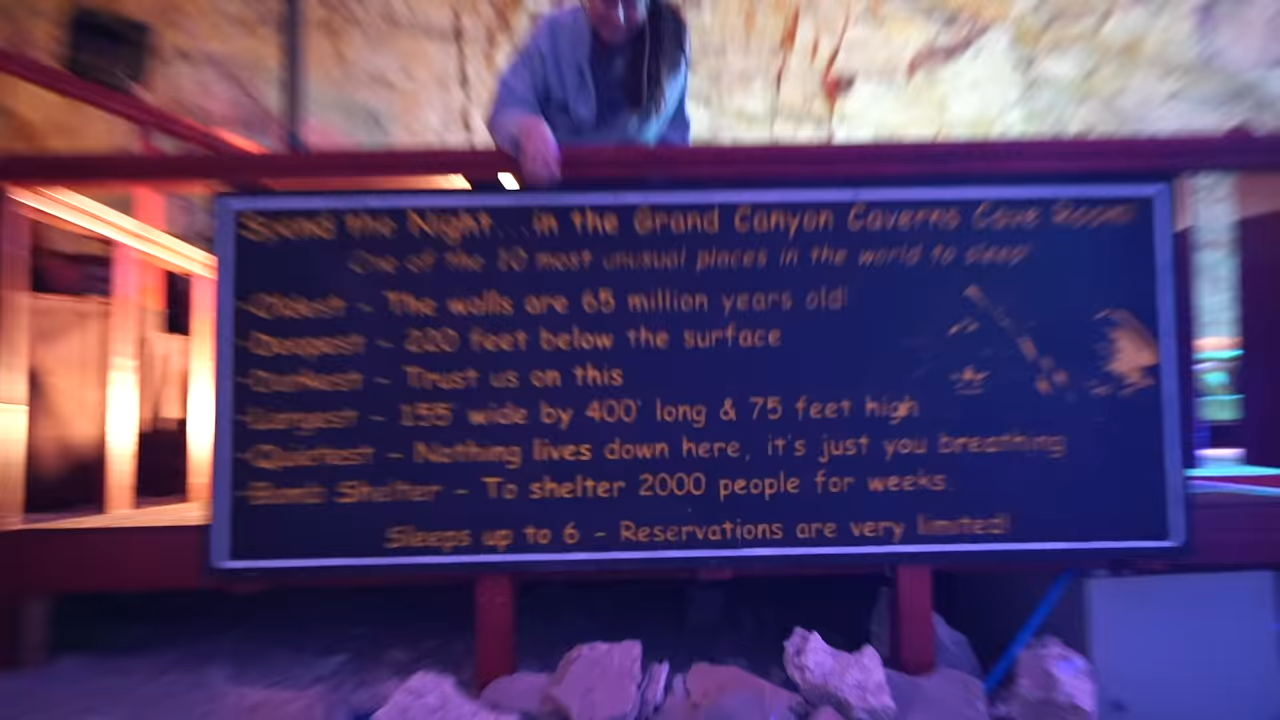 Spend the Night...in the Grand Canyon Caverns Cave Room!
One of the 10 most unusual places in the world to sleep!
-Oldest - The walls are 65 million years old!
-Deepest - 220 feet below the surface
-Darkest - Trust us on this
-Largest - 155' wide by 400' long & 75 feet high
-Quietest - Nothing lives down here, it's just you breathing
-Bomb Shelter - To shelter 2000 people for weeks.
Sleeps up to 6 - Reservations are very limited!